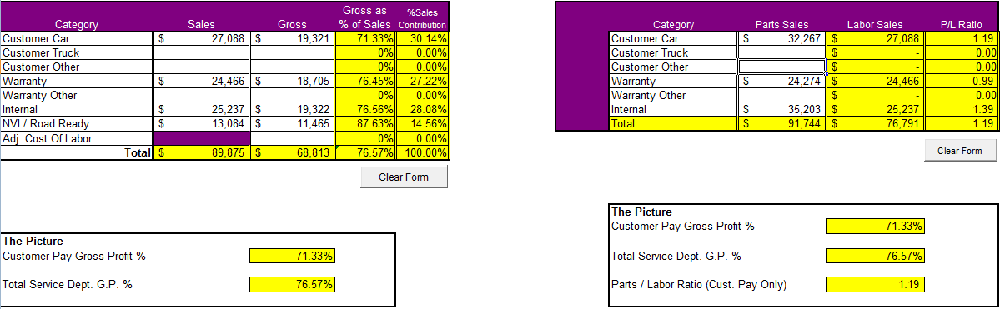 Category Sales Gross Gross as % of Sales %Sales Contribution
Customer Car $ 27,088 $ 19,321 71.33% 30.14%
Customer Truck 0% 0.00%
Customer Other 0% 0.00%
Warranty $ 24,466 $ 18,705 76.45% 27.22%
Warranty Other 0% 0.00%
Internal $ 25,237 $ 19,322 76.56% 28.08%
NVI / Road Ready $ 13,084 $ 11,465 87.63% 14.56%
Adj. Cost Of Labor 0% 0.00%
Total $ 89,875 $ 68,813 76.57% 100.00%
Clear Form
The Picture
Customer Pay Gross Profit % 71.33%
Total Service Dept. G.P. % 76.57%
Category Parts Sales Labor Sales P/L Ratio
Customer Car $ 32,267 $ 27,088 1.19
Customer Truck $ - 0.00
Customer Other $ - 0.00
Warranty $ 24,274 $ 24,466 0.99
Warranty Other $ - 0.00
Internal $ 35,203 $ 25,237 1.39
Total $ 91,744 $ 76,791 1.19
Clear Form
The Picture
Customer Pay Gross Profit % 71.33%
Total Service Dept. G.P. % 76.57%
Parts / Labor Ratio (Cust. Pay Only) 1.19